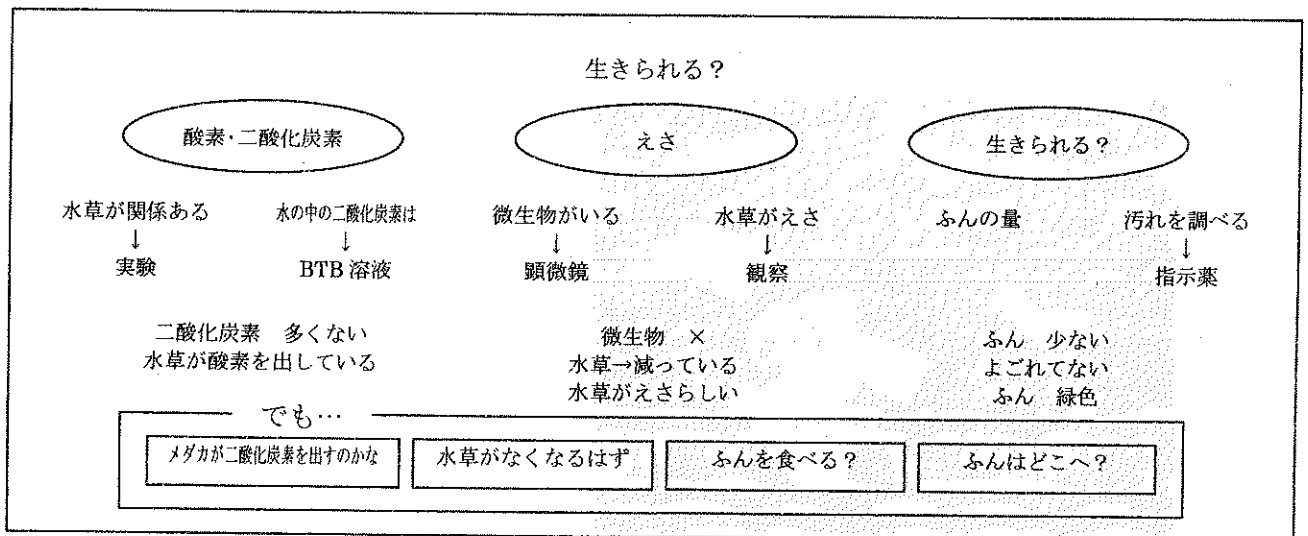 生きられる?
酸素・二酸化炭素
えさ
生きられる?
水草が関係ある
↓
実験
水の中の二酸化炭素は
↓
BTB 溶液
微生物がいる
↓
顕微鏡
水草がえさ
↓
観察
ふんの量
汚れを調べる
↓
指示薬
二酸化炭素 多くない
水草が酸素を出している
微生物 ×
水草→減っている
水草がえさらしい
ふん 少ない
よごれてない
ふん 緑色
でも…
メダカが二酸化炭素を出すのかな
水草がなくなるはず
ふんを食べる?
ふんはどこへ?